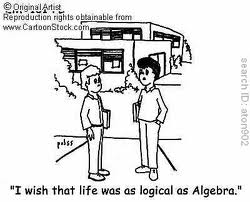 © Original Artist
Reproduction rights obtainable from
www.CartoonStock.com
polss
search ID: aton902
"I wish that life was as logical as Algebra."